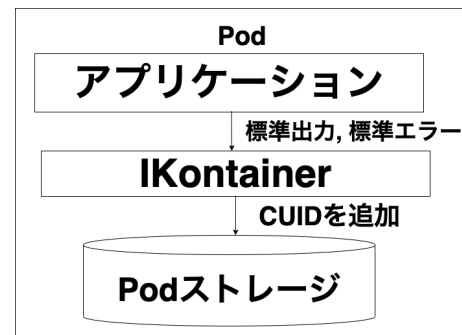 Pod
アプリケーション
標準出力, 標準エラー
IKontainer
CUIDを追加
Podストレージ